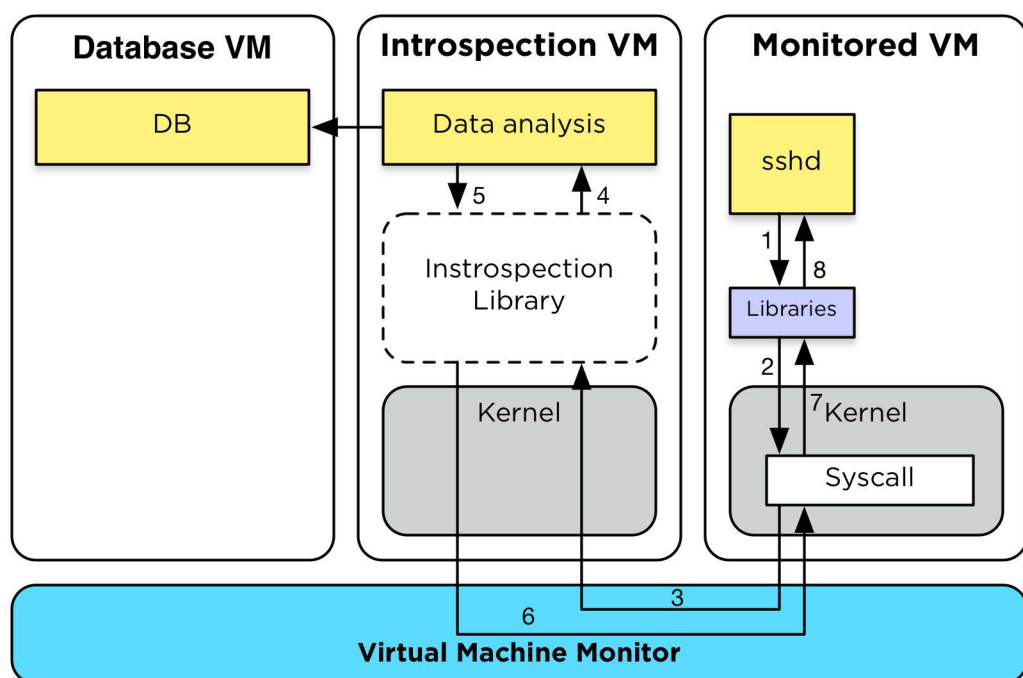 Database VM
DB
Introspection VM
Data analysis
5
4
Instrospection
Library
Kernel
Monitored VM
sshd
1
8
Libraries
2
7
Kernel
Syscall
3
6
Virtual Machine Monitor